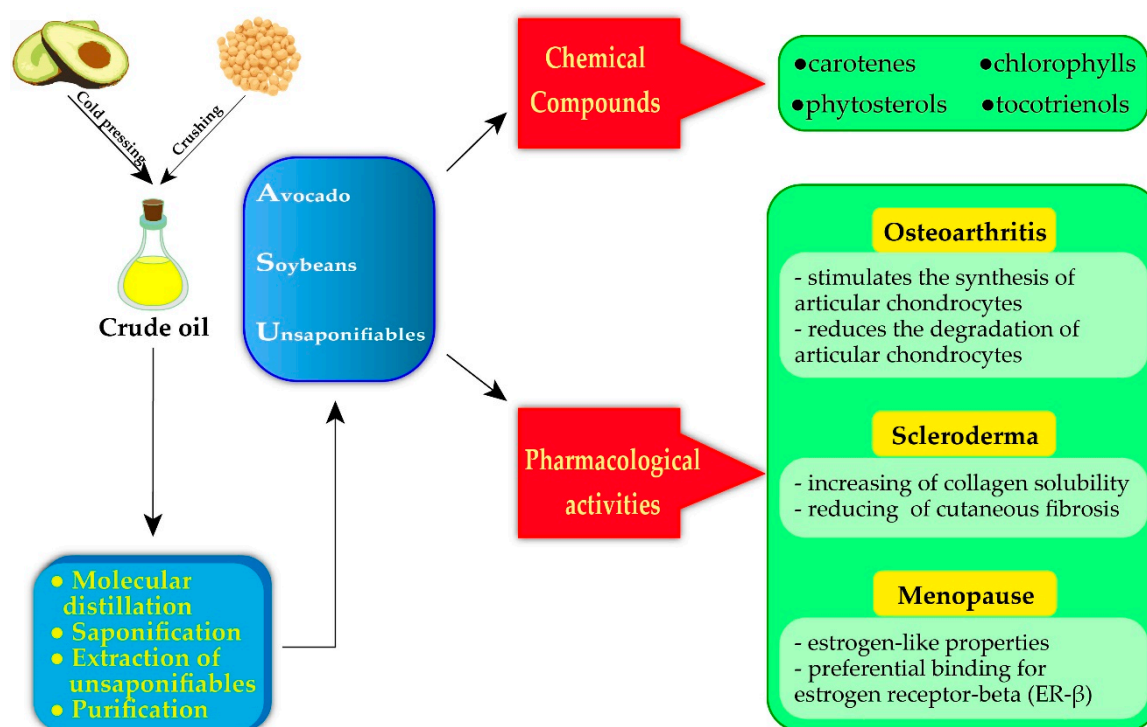 Cold pressing
Crushing
Crude oil
● Molecular
distillation
● Saponification
● Extraction of
unsaponifiables
● Purification
Avocado
Soybeans
Unsaponifiables
Chemical
Compounds
●carotenes ●chlorophylls
●phytosterols ●tocotrienols
Pharmacological
activities
Osteoarthritis
- stimulates the synthesis of
articular chondrocytes
- reduces the degradation of
articular chondrocytes
Scleroderma
- increasing of collagen solubility
- reducing of cutaneous fibrosis
Menopause
- estrogen-like properties
- preferential binding for
estrogen receptor-beta (ER-β)